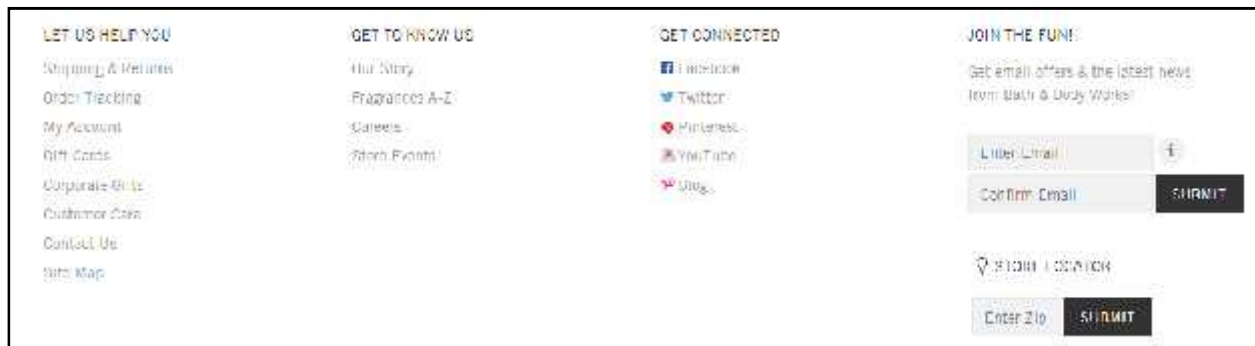 LET US HELP YOU
Shipping & Returns
Order Tracking
My Account
Gift Cards
Corporate Gifts
Customer Care
Contact Us
Site Map
GET TO KNOW US
Our Story
Fragrances A-Z
Careers
Store Events
GET CONNECTED
Facebook
Twitter
Pinterest
YouTube
Blog
JOIN THE FUN!
Get email offers & the latest news
from Bath & Body Works!
Enter Email
i
Confirm Email
SUBMIT
STORE LOCATOR
Enter Zip
SUBMIT